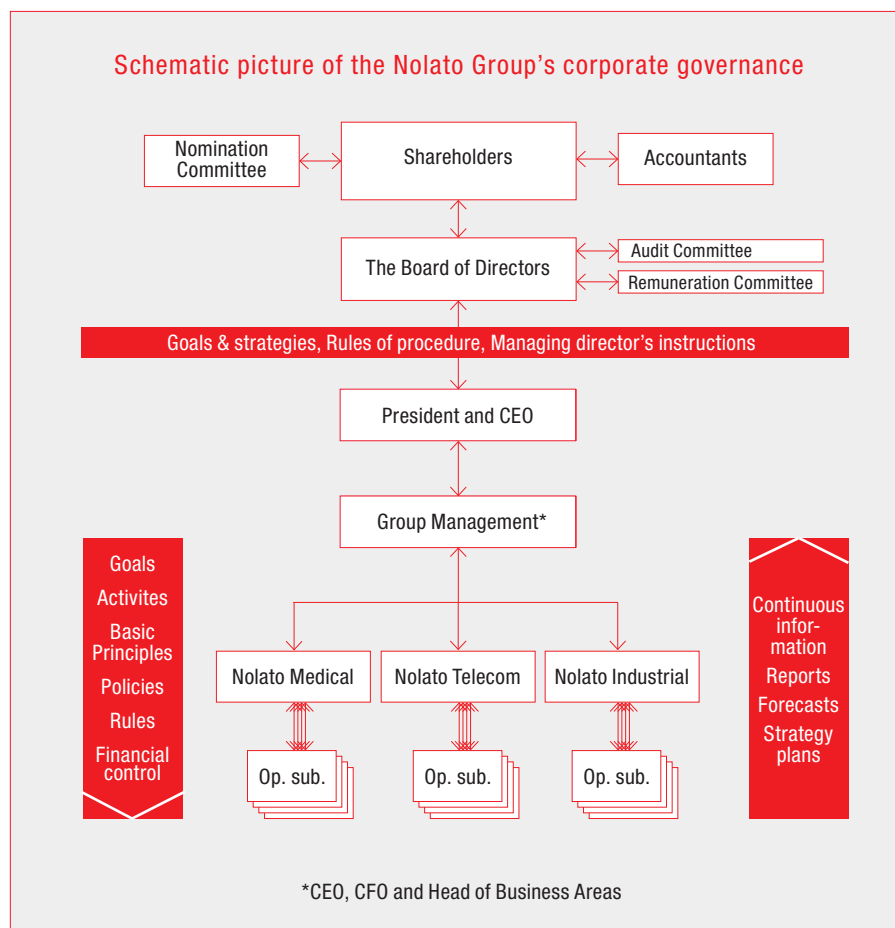 Schematic picture of the Nolato Group's corporate governance
Nomination
Committee
Shareholders
Accountants
The Board of Directors
Audit Committee
Remuneration Committee
Goals & strategies, Rules of procedure, Managing director's instructions
President and CEO
Group Management*
Goals
Activites
Basic
Principles
Policies
Rules
Financial
control
Continuous
infor-
mation
Reports
Forecasts
Strategy
plans
Nolato Medical
Nolato Telecom
Nolato Industrial
Op. sub.
Op. sub.
Op. sub.
*CEO, CFO and Head of Business Areas